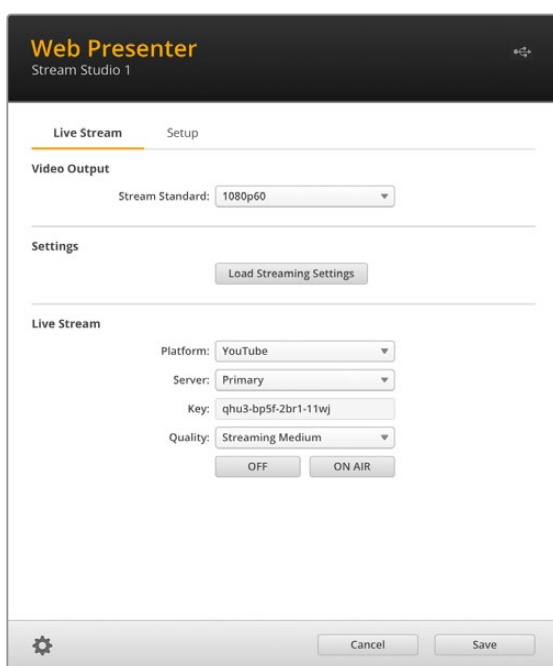 Web Presenter
Stream Studio 1
Live Stream Setup
Video Output
Stream Standard: 1080p60
Settings
Load Streaming Settings
Live Stream
Platform: YouTube
Server: Primary
Key: qhu3-bp5f-2br1-11wj
Quality: Streaming Medium
OFF ON AIR
Cancel Save